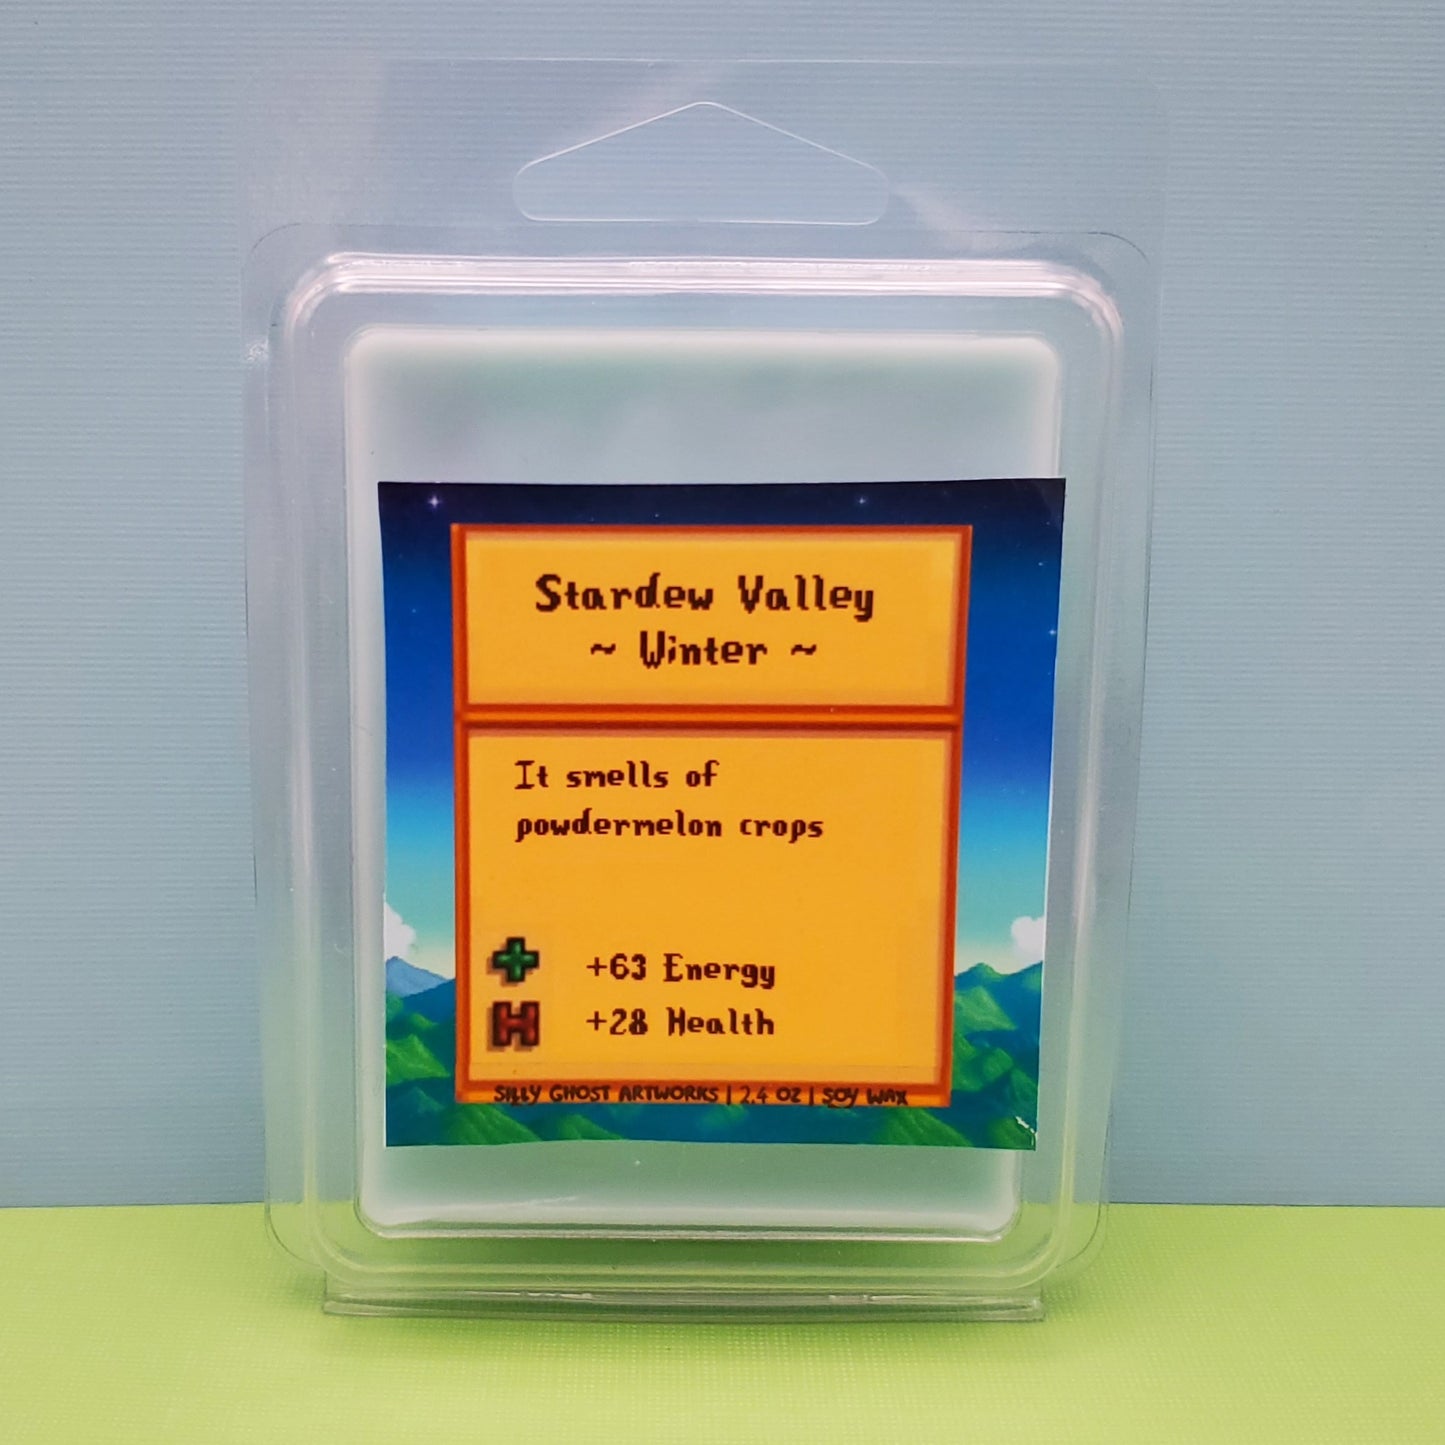 Stardew Valley
~ Winter ~
It smells of
powdermelon crops
+63 Energy
H +28 Health
SILLY GHOST ARTWORKS | 2.4 OZ | SOY WAX